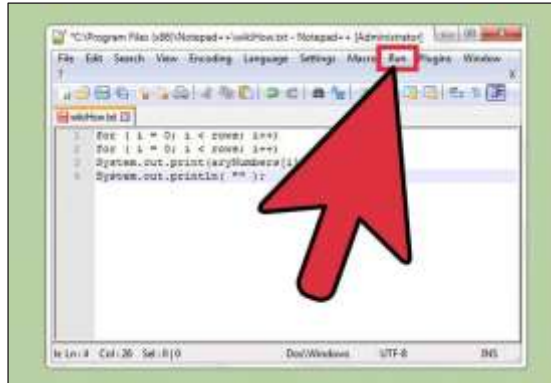 *C:\Program Files (x86)\Notepad++\wikiHow.txt - Notepad++ [Administrator]
File Edit Search View Encoding Language Settings Macro Run Plugins Window
? X
wikiHow.txt
1 for ( i = 0; i < rows; i++)
2 for ( i = 0; i < rows; i++)
3 System.out.print(aryNumbers[i]
4 System.out.println( "" );
Ln : 4 Col : 26 Sel : 0 | 0 Dos\Windows UTF-8 INS